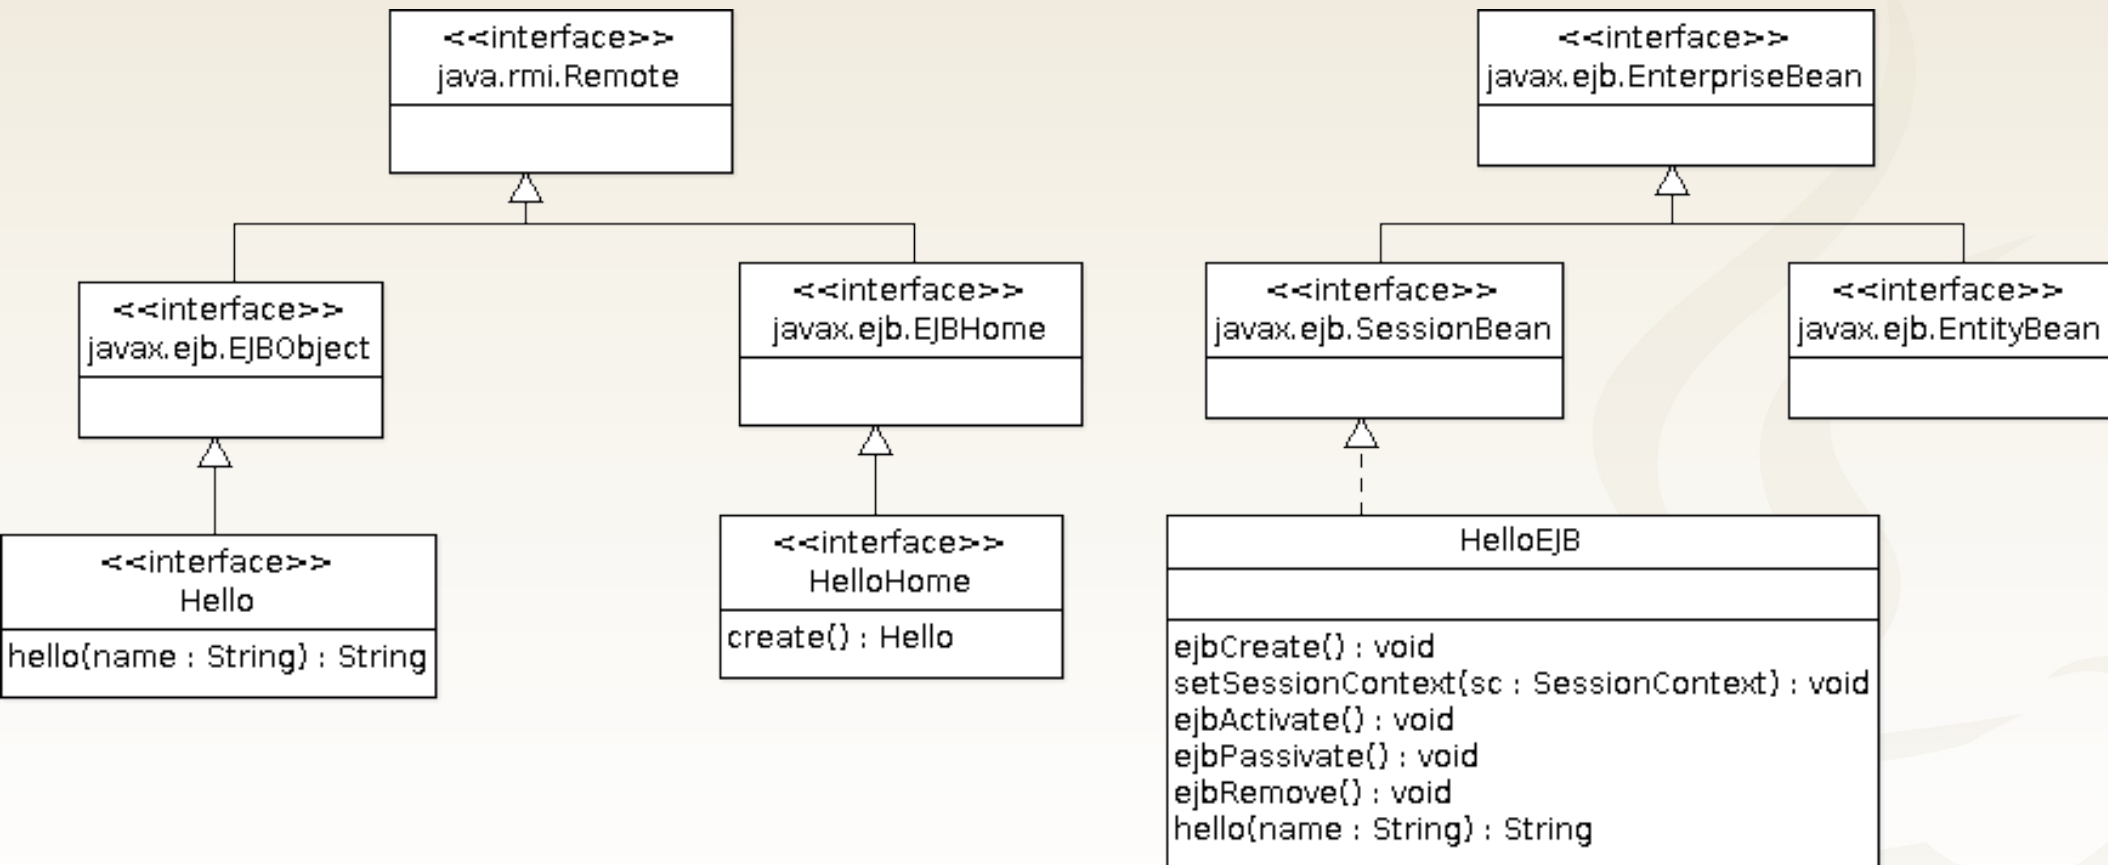 <<interface>>
java.rmi.Remote
<<interface>>
javax.ejb.EnterpriseBean
<<interface>>
javax.ejb.EJBObject
<<interface>>
javax.ejb.EJBHome
<<interface>>
javax.ejb.SessionBean
<<interface>>
javax.ejb.EntityBean
<<interface>>
Hello
hello(name : String) : String
<<interface>>
HelloHome
create() : Hello
HelloEJB
ejbCreate() : void
setSessionContext(sc : SessionContext) : void
ejbActivate() : void
ejbPassivate() : void
ejbRemove() : void
hello(name : String) : String